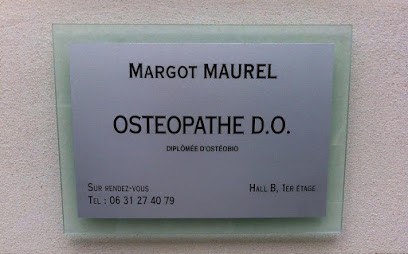 MARGOT MAUREL
OSTEOPATHE D.O.
DIPLÔMÉE D'OSTÉOBIO
SUR RENDEZ-VOUS
TEL : 06 31 27 40 79
HALL B, 1ER ÉTAGE